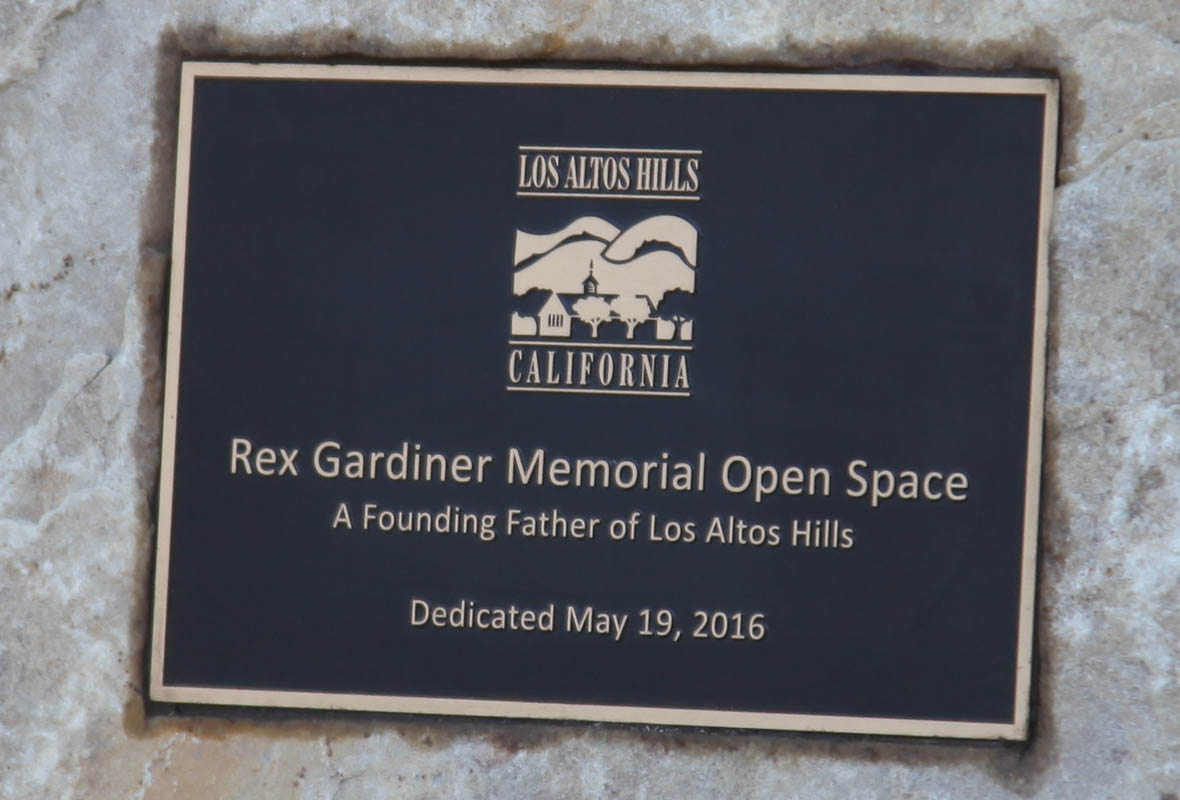 LOS ALTOS HILLS
CALIFORNIA
Rex Gardiner Memorial Open Space
A Founding Father of Los Altos Hills
Dedicated May 19, 2016